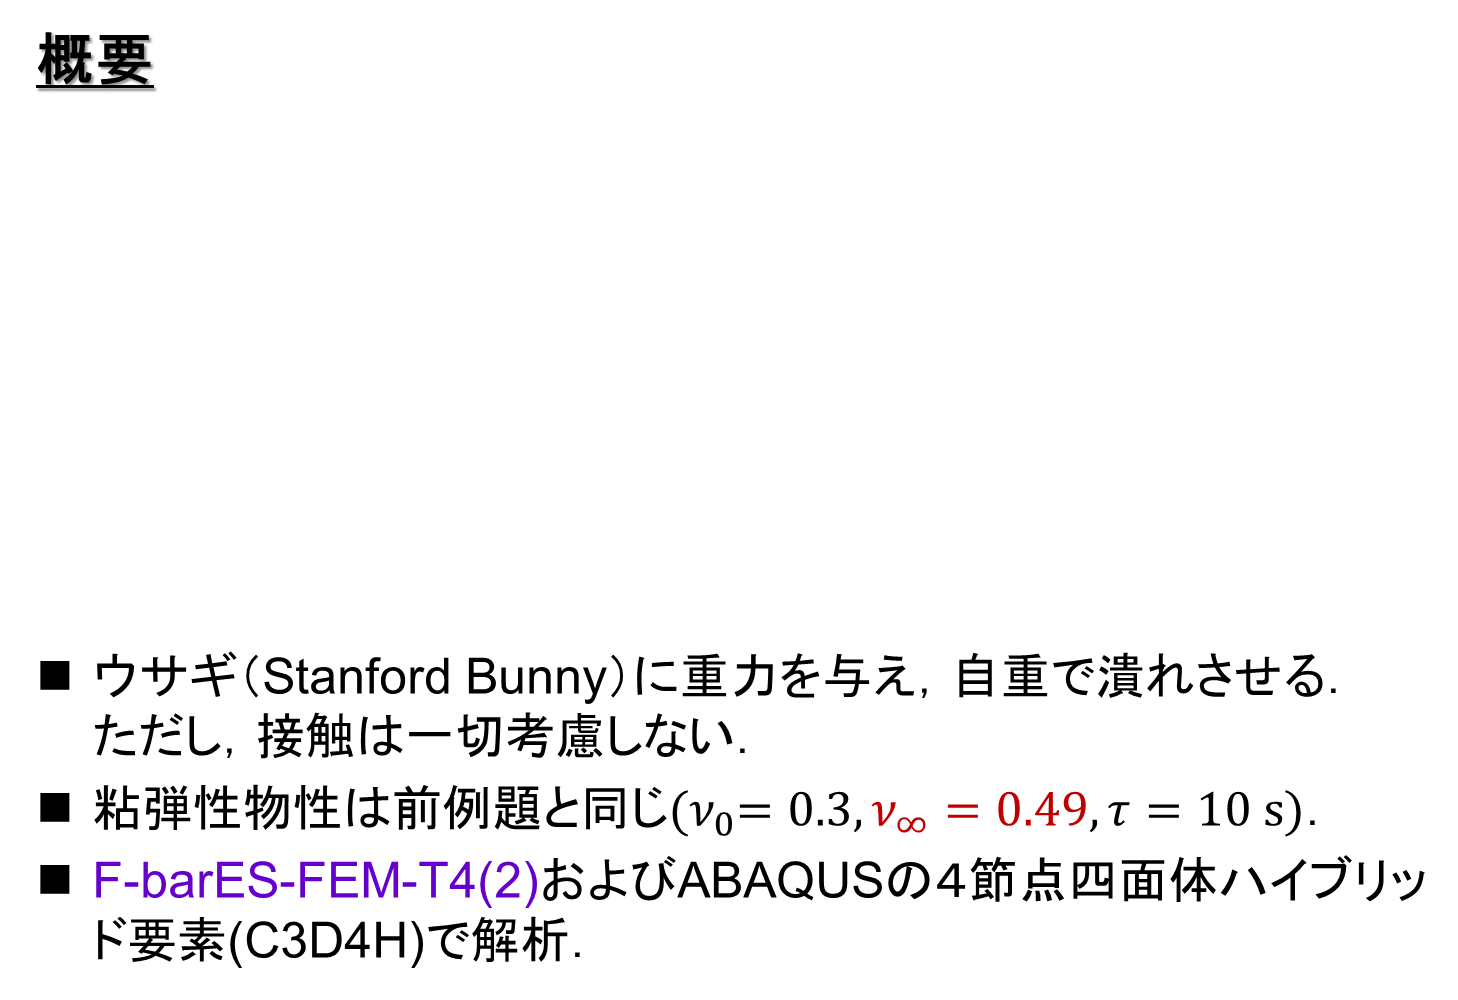 概要
■ ウサギ（Stanford Bunny）に重力を与え，自重で潰れさせる．
ただし，接触は一切考慮しない．
■ 粘弾性物性は前例題と同じ(ν₀= 0.3, ν∞ = 0.49, τ = 10 s)．
■ F-barES-FEM-T4(2)およびABAQUSの４節点四面体ハイブリッ
ド要素(C3D4H)で解析．